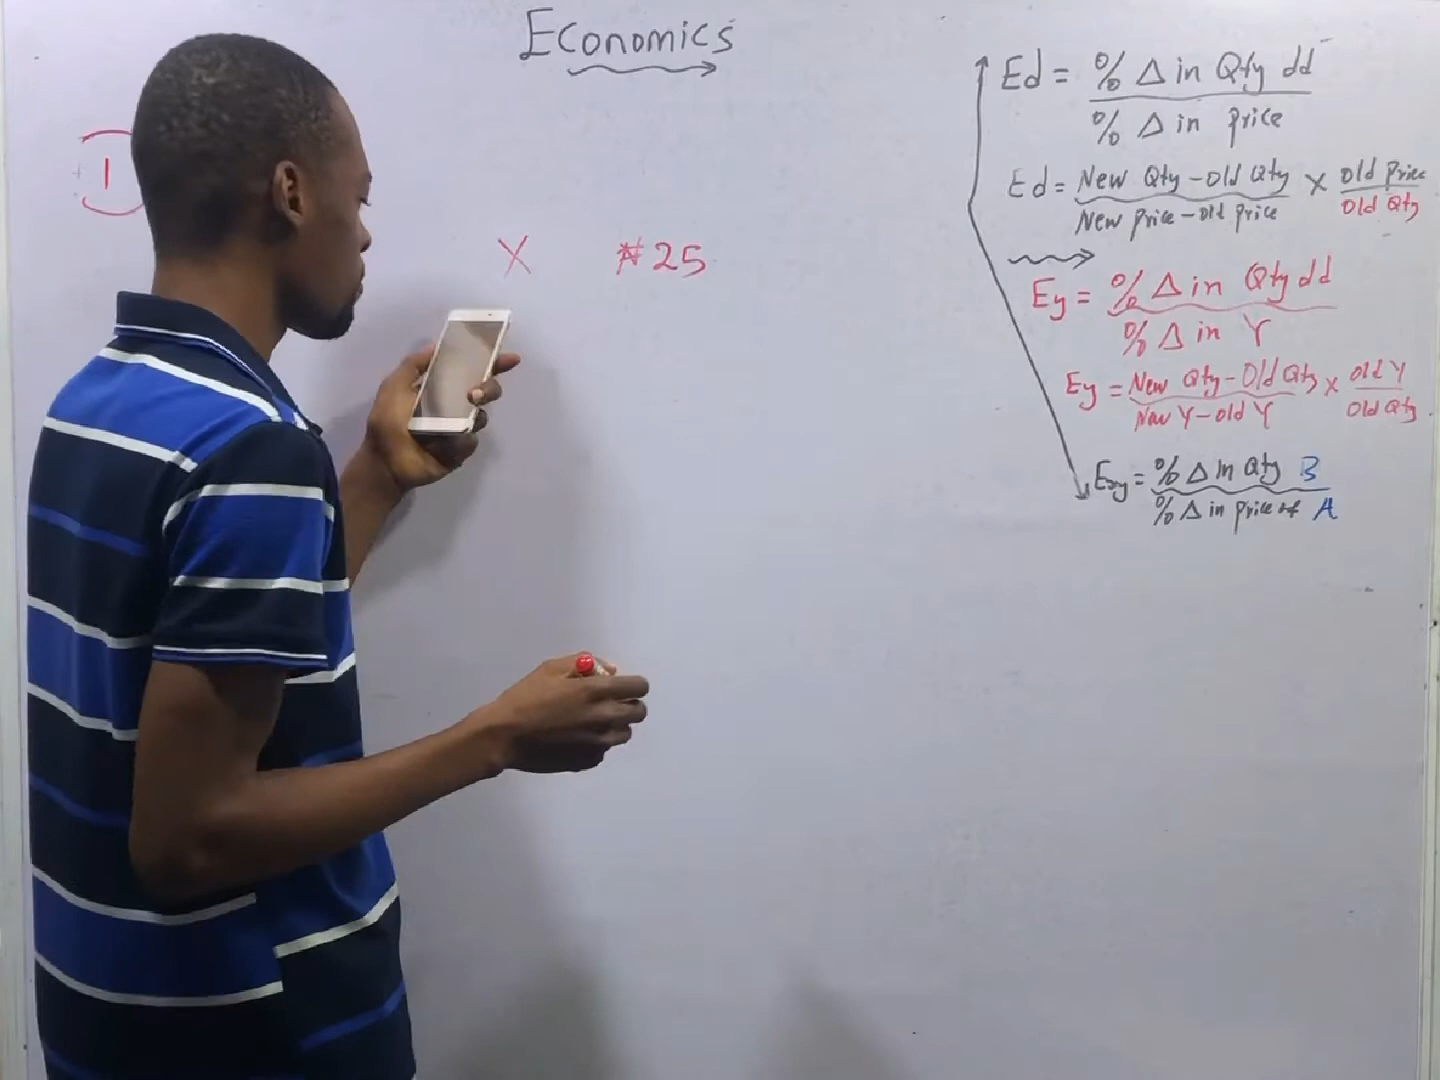 Economics
1
X ₦25
Ed = % Δ in Qty dd
% Δ in price
Ed = New Qty - Old Qty × Old Price
New price - old price Old Qty
Ey = % Δ in Qty dd
% Δ in Y
Ey = New Qty - Old Qty × Old Y
New Y - old Y Old Qty
Exy = % Δ in Qty B
% Δ in price of A